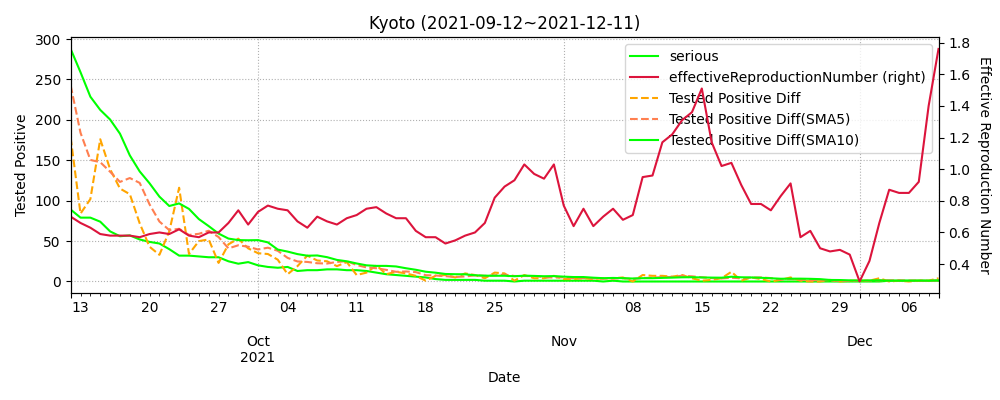 Kyoto (2021-09-12~2021-12-11)
serious
effectiveReproductionNumber (right)
Tested Positive Diff
Tested Positive Diff(SMA5)
Tested Positive Diff(SMA10)
Tested Positive
300
250
200
150
100
50
0
1.8
1.6
1.4
1.2
1.0
0.8
0.6
0.4
Effective Reproduction Number
13 20 27 04 11 18 25 08 15 22 29 06
Oct Nov Dec
2021
Date